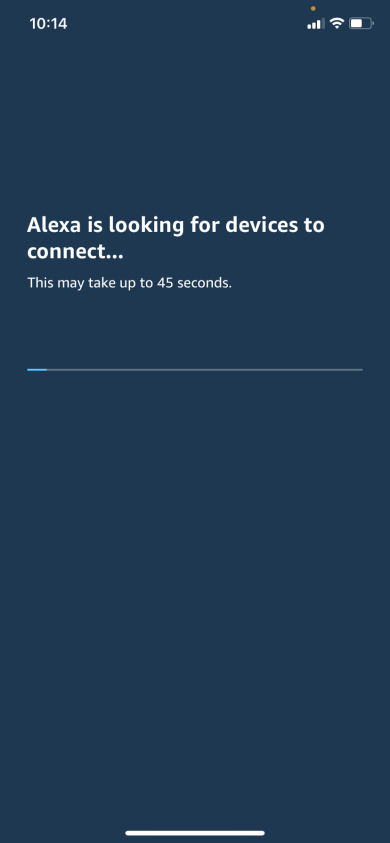 10:14
Alexa is looking for devices to
connect...
This may take up to 45 seconds.